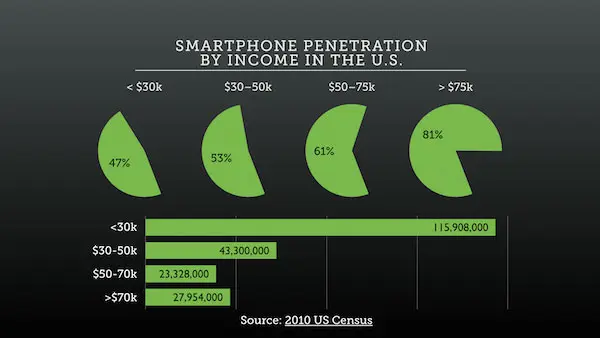 SMARTPHONE PENETRATION
BY INCOME IN THE U.S.
< $30k $30–50k $50–75k > $75k
47% 53% 61% 81%
<30k 115,908,000
$30-50k 43,300,000
$50-70k 23,328,000
>$70k 27,954,000
Source: 2010 US Census